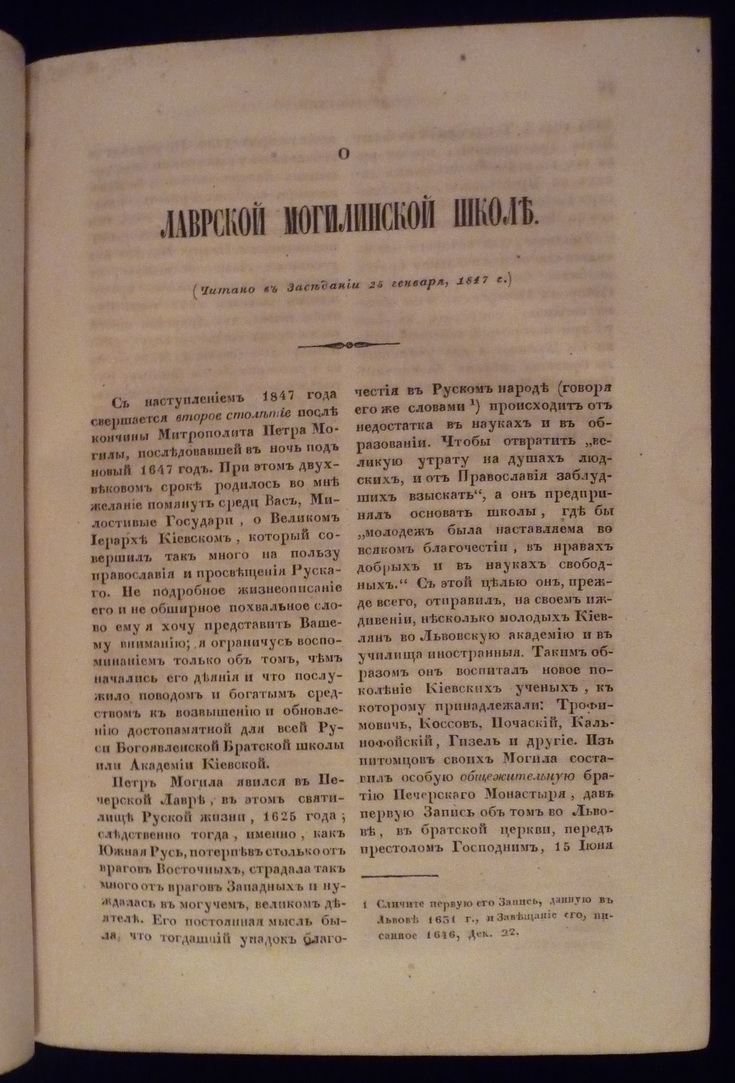 О
ЛАВРСКОЙ МОГИЛИНСКОЙ ШКОЛѢ.
(Читано въ Засѣданіи 25 генваря, 1847 г.)
Съ наступленіемъ 1847 года
свершается второе столѣтіе послѣ
кончины Митрополита Петра Мо-
гилы, послѣдовавшей въ ночь подъ
новый 1647 годъ. При этомъ двух-
вѣковомъ срокѣ родилось во мнѣ
желаніе помянуть среди Васъ, Ми-
лостивые Государи, о Великомъ
Іерархѣ Кіевскомъ, который со-
вершилъ такъ много на пользу
православія и просвѣщенія Руска-
го. Не подробное жизнеописаніе
его и не обширное похвальное сло-
во ему я хочу представить Ваше-
му вниманію; я ограничусь воспо-
минаніемъ только объ томъ, чѣмъ
начались его дѣянія и что послу-
жило поводомъ и богатымъ сред-
ствомъ къ возвышенію и обновле-
нію достопамятной для всей Ру-
си Богоявленской Братской школы
или Академіи Кіевской.
Петръ Могила явился въ Пе-
черской Лаврѣ, въ этомъ святи-
лищѣ Руской жизни, 1625 года;
слѣдственно тогда, именно, какъ
Южная Русь, потерпѣвъ столько отъ
враговъ Восточныхъ, страдала такъ
много отъ враговъ Западныхъ и ну-
ждалась въ могучемъ, великомъ дѣ-
ятелѣ. Его постоянная мысль бы-
ла, что тогдашній упадокъ благо-
честія въ Рускомъ народѣ (говоря
его же словами ¹) происходитъ отъ
недостатка въ наукахъ и въ об-
разованіи. Чтобы отвратить „ве-
ликую утрату на душахъ люд-
скихъ, и отъ Православія заблуд-
шихъ взыскать“, а онъ предпри-
нялъ основать школы, гдѣ бы
„молодежъ была наставляема во
всякомъ благочестіи, въ нравахъ
добрыхъ и въ наукахъ свобод-
ныхъ.“ Съ этой цѣлью онъ, преж-
де всего, отправилъ, на своемъ иж-
дивеніи, нѣсколько молодыхъ Кіев-
лянъ во Львовскую академію и въ
училища иностранныя. Такимъ об-
разомъ онъ воспиталъ новое по-
колѣніе Кіевскихъ ученыхъ, къ
которому принадлежали: Трофи-
мовичь, Коссовъ, Почаскій, Каль-
нофойскій, Гизель и другіе. Изъ
питомцовъ своихъ Могила соста-
вилъ особую общежительную бра-
тію Печерскаго Монастыря, давъ
первую Запись объ томъ во Льво-
вѣ, въ братской церкви, передъ
престоломъ Господнимъ, 15 Іюня
1 Сличите первую его Запись, данную въ
Львовѣ 1631 г., и Завѣщаніе его, пи-
санное 1646, Дек. 22.